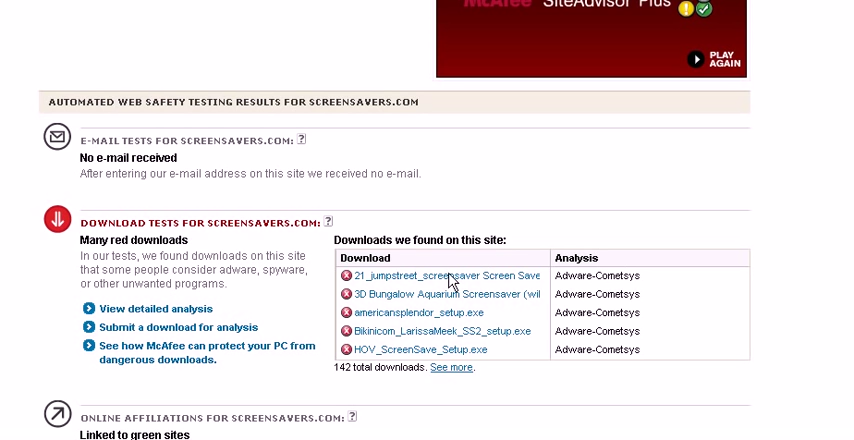 McAfee SiteAdvisor Plus
PLAY
AGAIN
AUTOMATED WEB SAFETY TESTING RESULTS FOR SCREENSAVERS.COM
E-MAIL TESTS FOR SCREENSAVERS.COM: ?
No e-mail received
After entering our e-mail address on this site we received no e-mail.
DOWNLOAD TESTS FOR SCREENSAVERS.COM: ?
Many red downloads
In our tests, we found downloads on this site
that some people consider adware, spyware,
or other unwanted programs.
View detailed analysis
Submit a download for analysis
See how McAfee can protect your PC from
dangerous downloads.
Downloads we found on this site:
Download Analysis
21_jumpstreet_screensaver Screen Save Adware-Cometsys
3D Bungalow Aquarium Screensaver (wil Adware-Cometsys
americansplendor_setup.exe Adware-Cometsys
Bikinicom_LarissaMeek_SS2_setup.exe Adware-Cometsys
HOV_ScreenSave_Setup.exe Adware-Cometsys
142 total downloads. See more.
ONLINE AFFILIATIONS FOR SCREENSAVERS.COM: ?
Linked to green sites